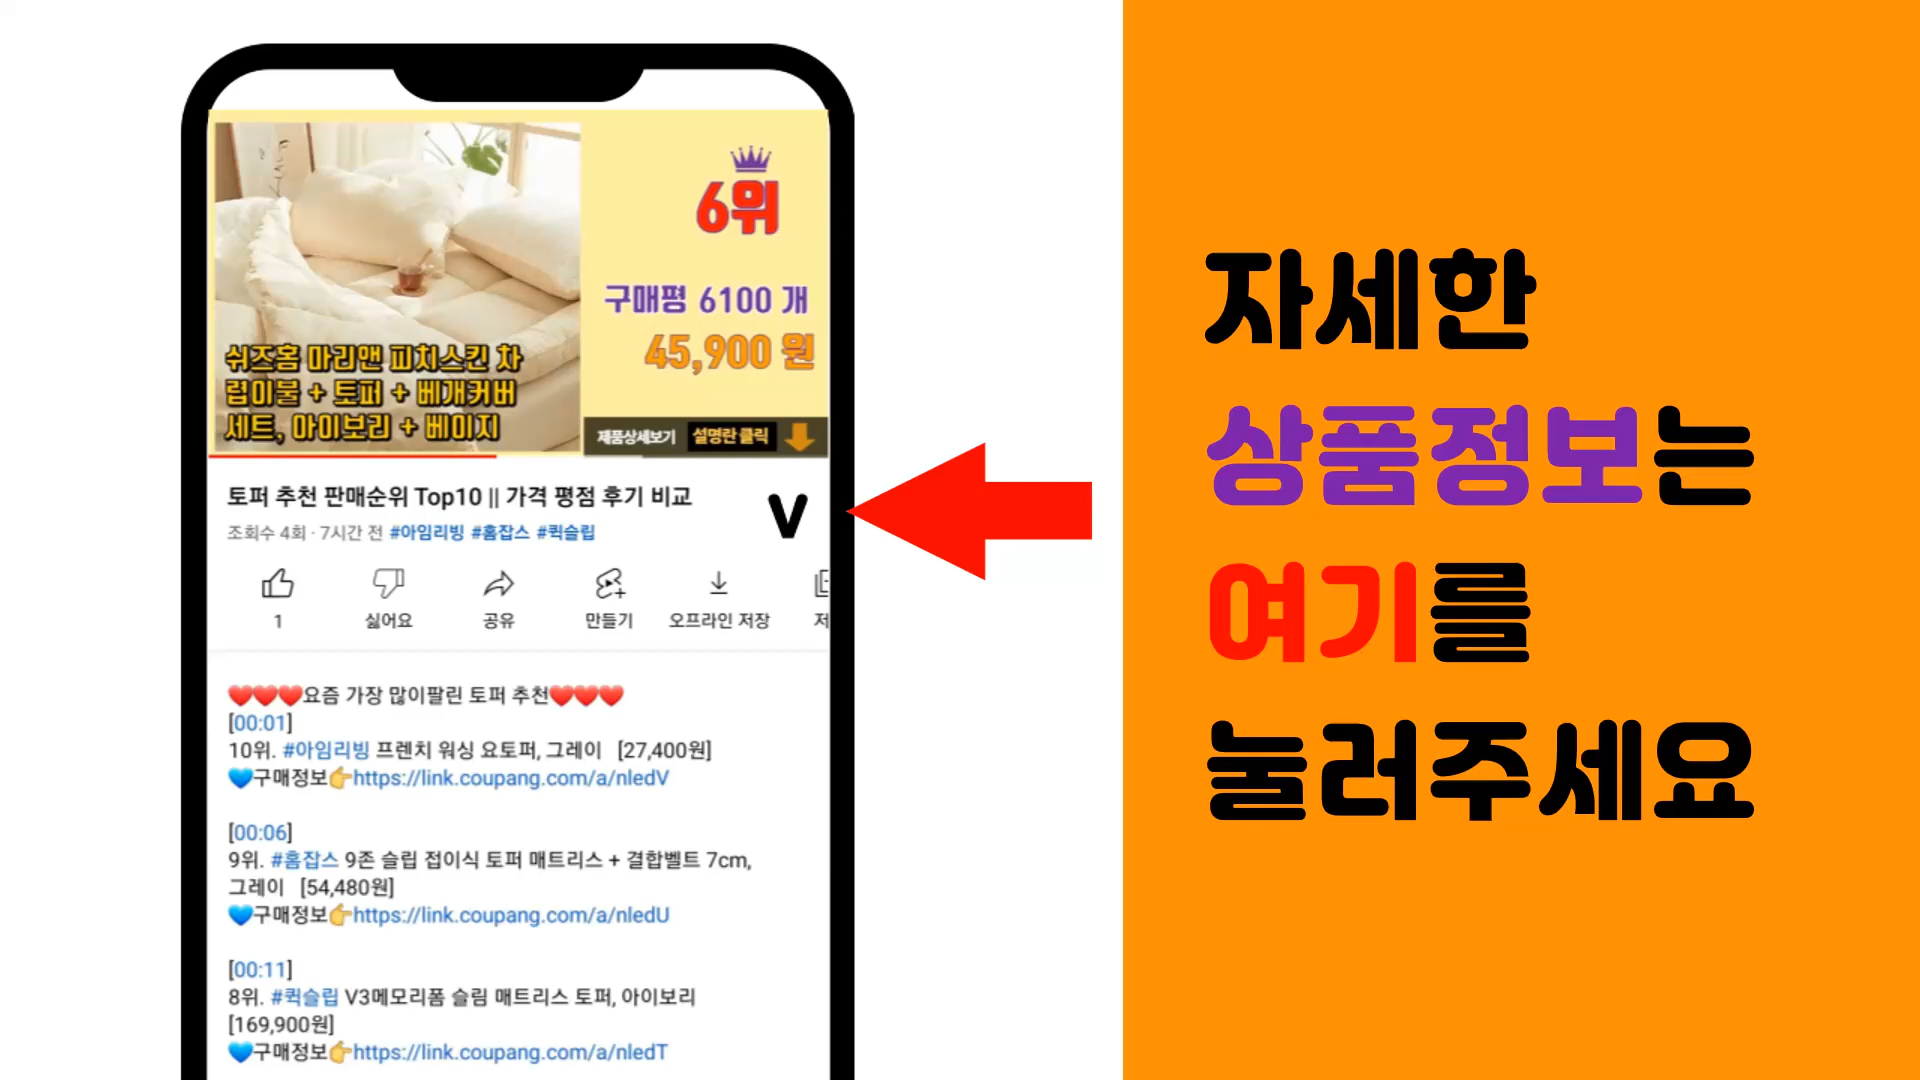 6위
구매평 6100 개
45,900 원
쉬즈홈 마리앤 피치스킨 차
렵이불 + 토퍼 + 베개커버
세트, 아이보리 + 베이지
제품상세보기 설명란 클릭
토퍼 추천 판매순위 Top10 || 가격 평점 후기 비교
V
조회수 4회 · 7시간 전 #아임리빙 #홈잡스 #퀵슬립
1 싫어요 공유 만들기 오프라인 저장 저
❤❤❤요즘 가장 많이팔린 토퍼 추천❤❤❤
[00:01]
10위. #아임리빙 프렌치 워싱 요토퍼, 그레이 [27,400원]
💙구매정보👉https://link.coupang.com/a/nledV
[00:06]
9위. #홈잡스 9존 슬립 접이식 토퍼 매트리스 + 결합벨트 7cm,
그레이 [54,480원]
💙구매정보👉https://link.coupang.com/a/nledU
[00:11]
8위. #퀵슬립 V3메모리폼 슬림 매트리스 토퍼, 아이보리
[169,900원]
💙구매정보👉https://link.coupang.com/a/nledT
자세한
상품정보는
여기를
눌러주세요